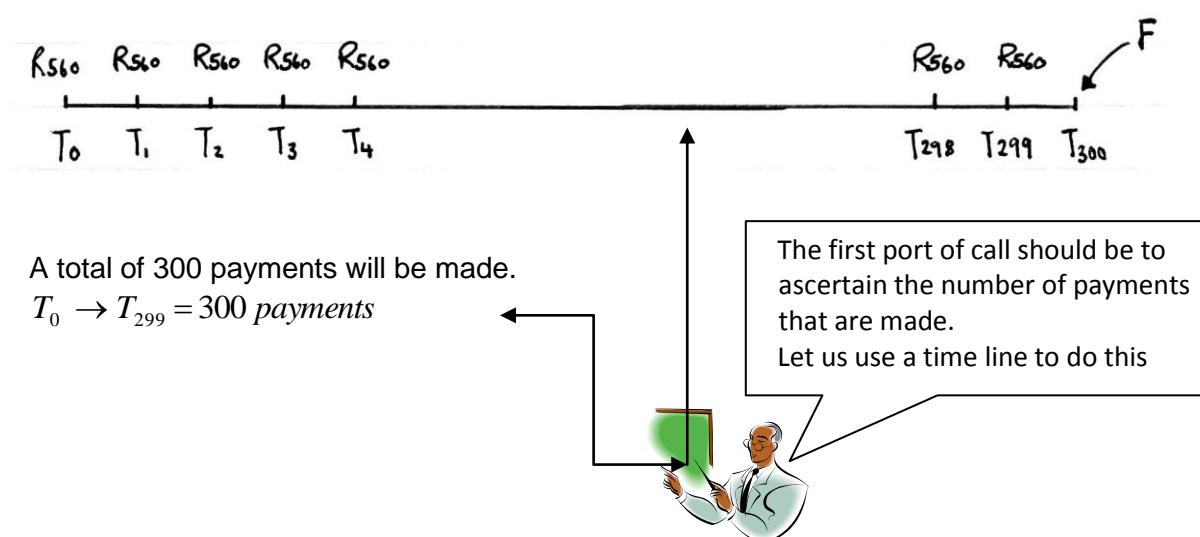 R560 R560 R560 R560 R560 R560 R560 F
T0 T1 T2 T3 T4 T298 T299 T300
A total of 300 payments will be made.
T0 → T299 = 300 payments
The first port of call should be to
ascertain the number of payments
that are made.
Let us use a time line to do this